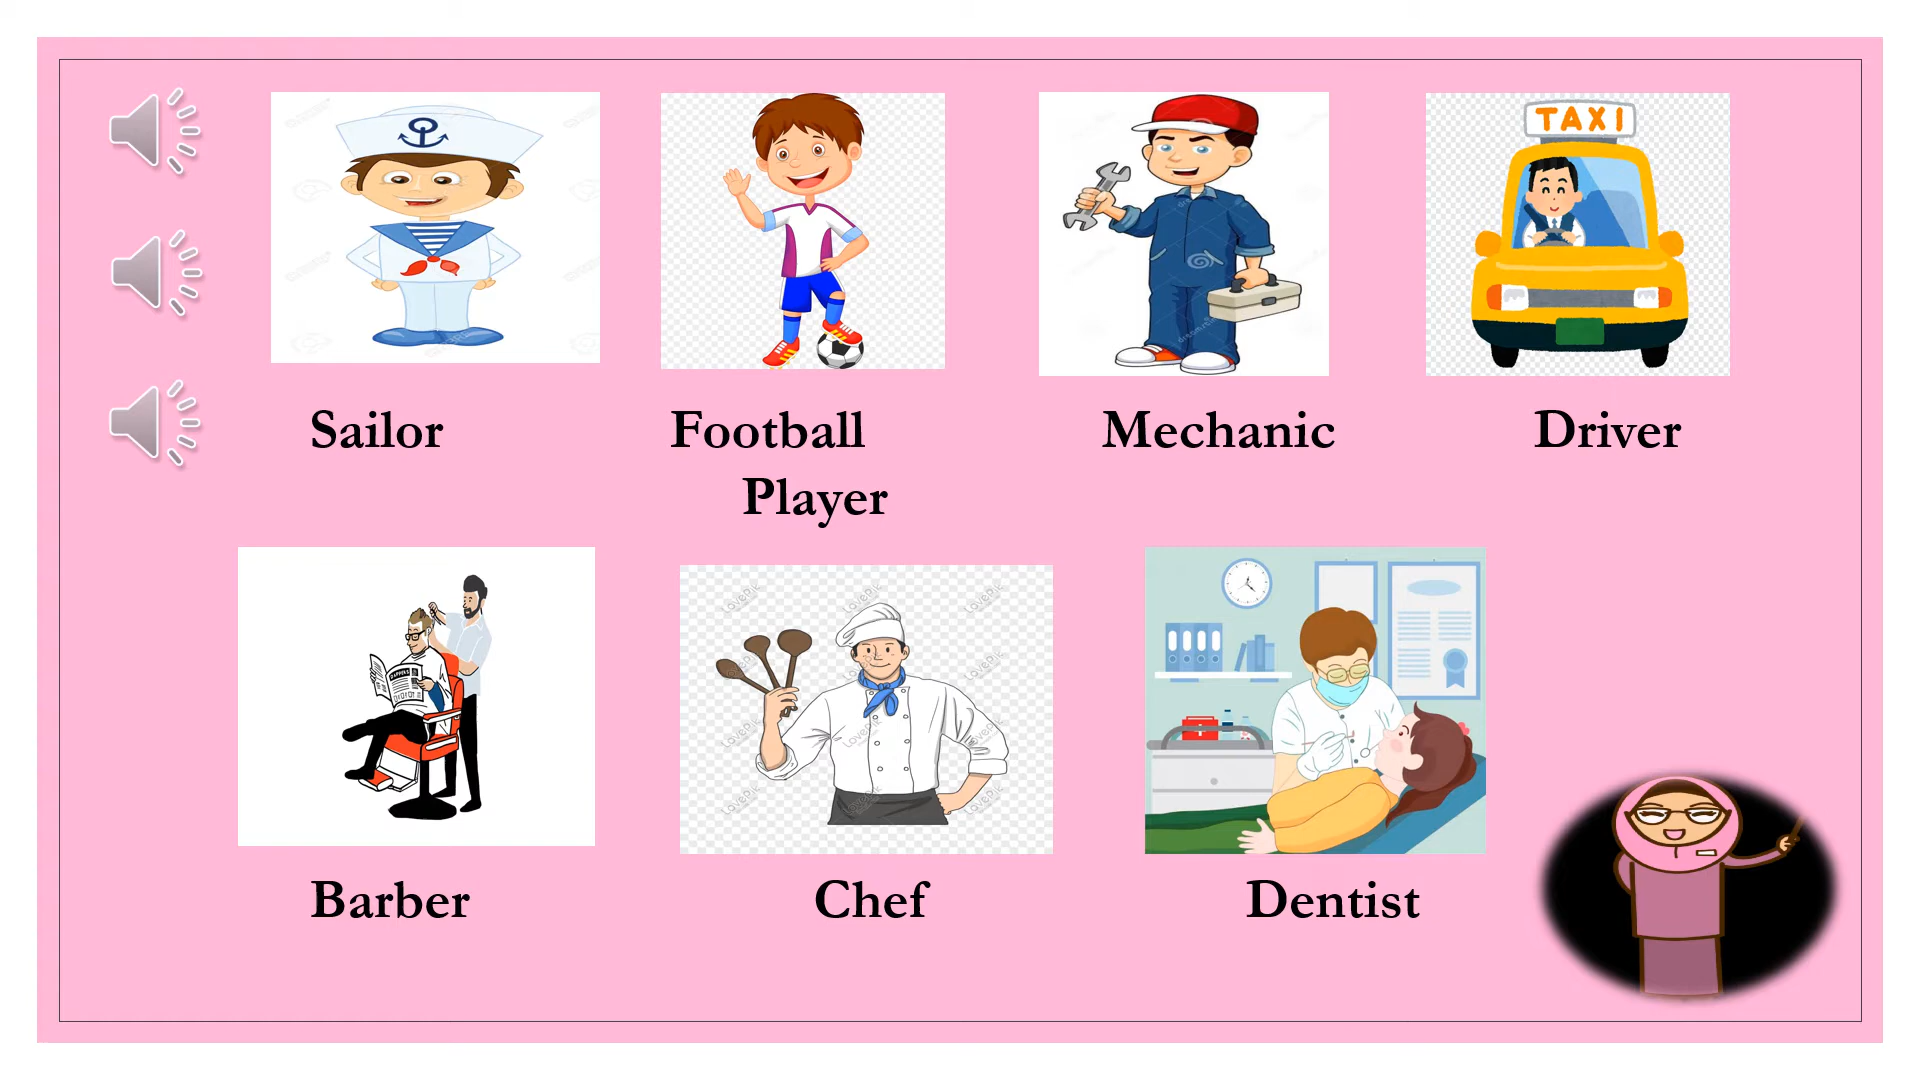 TAXI
Sailor
Football
Player
Mechanic
Driver
Barber
Chef
Dentist